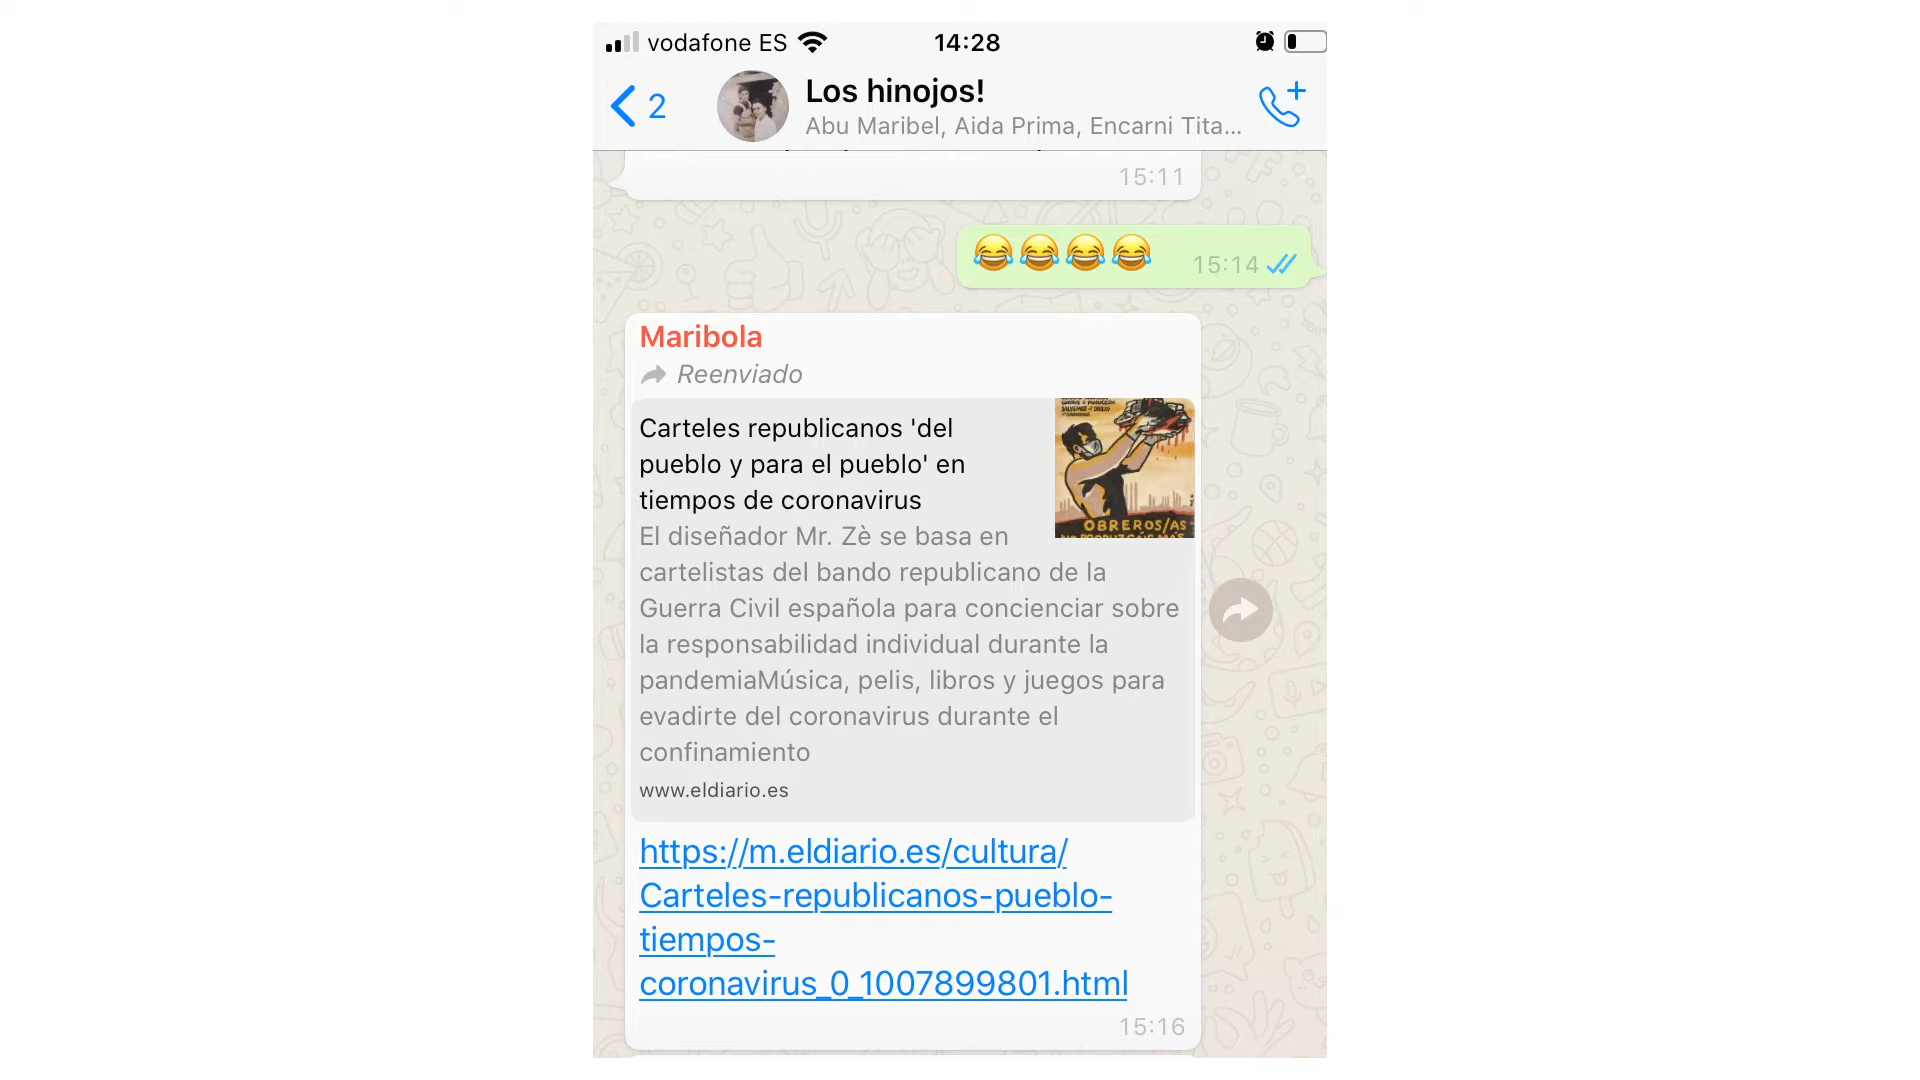 vodafone ES 14:28
2
Los hinojos!
Abu Maribel, Aida Prima, Encarni Tita...
15:11
😂😂😂😂 15:14
Maribola
Reenviado
Carteles republicanos 'del
pueblo y para el pueblo' en
tiempos de coronavirus
SALVEMOS
OBREROS/AS
El diseñador Mr. Zè se basa en
cartelistas del bando republicano de la
Guerra Civil española para concienciar sobre
la responsabilidad individual durante la
pandemiaMúsica, pelis, libros y juegos para
evadirte del coronavirus durante el
confinamiento
www.eldiario.es
https://m.eldiario.es/cultura/
Carteles-republicanos-pueblo-
tiempos-
coronavirus_0_1007899801.html
15:16